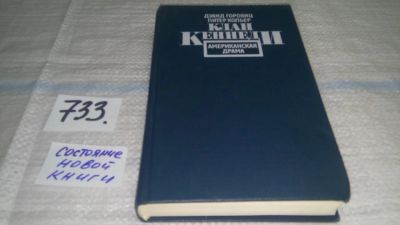 ДЭВИД ГОРОВИЦ
ПИТЕР КОЛЬЕР
КЛАН
КЕННЕДИ
АМЕРИКАНСКАЯ
ДРАМА
733.
СОСТОЯНИЕ
НОВОЙ
КНИГИ